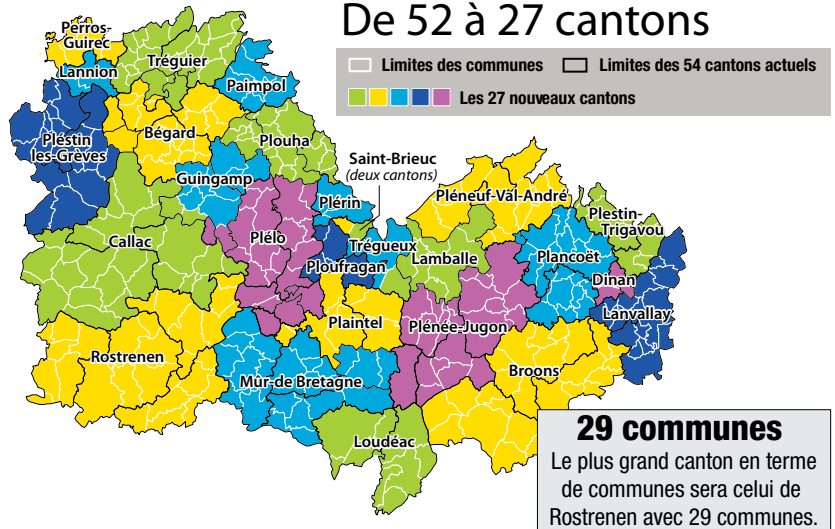 De 52 à 27 cantons
Limites des communes
Limites des 54 cantons actuels
Les 27 nouveaux cantons
Perros-
Guirec
Lannion
Tréguier
Paimpol
Pléstin
les-Grèves
Bégard
Plouha
Guingamp
Saint-Brieuc
(deux cantons)
Plérin
Pléneuf-Val-André
Plestin-
Trigavou
Callac
Plélo
Trégueux
Ploufragan
Lamballe
Plancoët
Dinan
Lanvallay
Plaintel
Plénée-Jugon
Rostrenen
Mûr-de Bretagne
Broons
Loudéac
29 communes
Le plus grand canton en terme
de communes sera celui de
Rostrenen avec 29 communes.